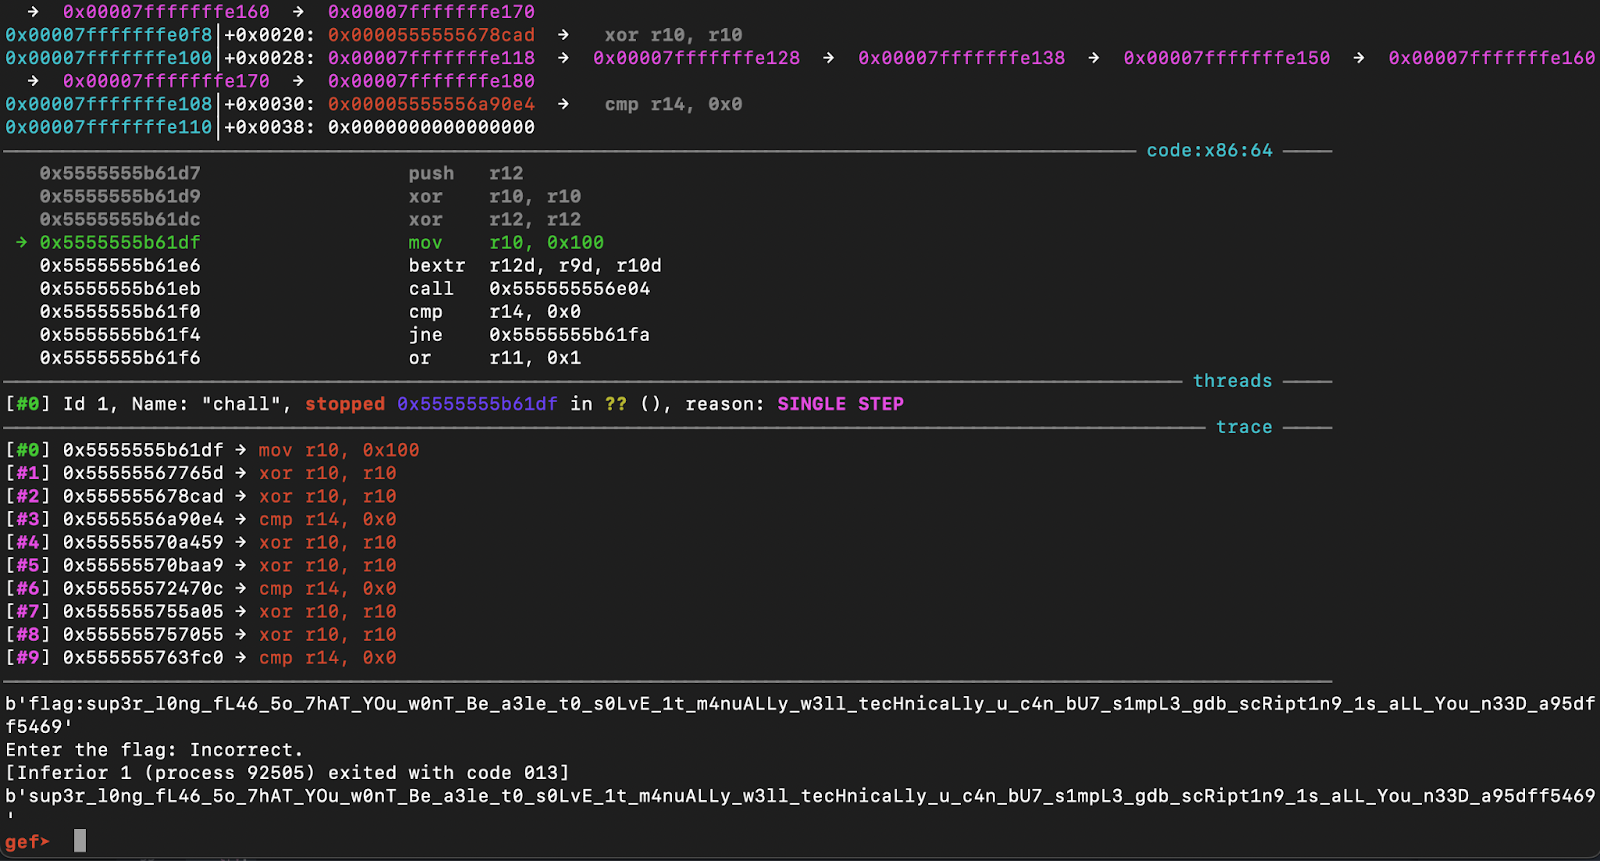 → 0x00007fffffffe160 → 0x00007fffffffe170
0x00007fffffffe0f8│+0x0020: 0x0000555555678cad → xor r10, r10
0x00007fffffffe100│+0x0028: 0x00007fffffffe118 → 0x00007fffffffe128 → 0x00007fffffffe138 → 0x00007fffffffe150 → 0x00007fffffffe160
→ 0x00007fffffffe170 → 0x00007fffffffe180
0x00007fffffffe108│+0x0030: 0x00005555556a90e4 → cmp r14, 0x0
0x00007fffffffe110│+0x0038: 0x0000000000000000
code:x86:64
0x5555555b61d7 push r12
0x5555555b61d9 xor r10, r10
0x5555555b61dc xor r12, r12
→ 0x5555555b61df mov r10, 0x100
0x5555555b61e6 bextr r12d, r9d, r10d
0x5555555b61eb call 0x555555556e04
0x5555555b61f0 cmp r14, 0x0
0x5555555b61f4 jne 0x5555555b61fa
0x5555555b61f6 or r11, 0x1
threads
[#0] Id 1, Name: "chall", stopped 0x5555555b61df in ?? (), reason: SINGLE STEP
trace
[#0] 0x5555555b61df → mov r10, 0x100
[#1] 0x55555567765d → xor r10, r10
[#2] 0x555555678cad → xor r10, r10
[#3] 0x5555556a90e4 → cmp r14, 0x0
[#4] 0x55555570a459 → xor r10, r10
[#5] 0x55555570baa9 → xor r10, r10
[#6] 0x55555572470c → cmp r14, 0x0
[#7] 0x555555755a05 → xor r10, r10
[#8] 0x555555757055 → xor r10, r10
[#9] 0x555555763fc0 → cmp r14, 0x0
b'flag:sup3r_l0ng_fL46_5o_7hAT_YOu_w0nT_Be_a3le_t0_s0LvE_1t_m4nuALLy_w3ll_tecHnicaLly_u_c4n_bU7_s1mpL3_gdb_scRipt1n9_1s_aLL_You_n33D_a95df
f5469'
Enter the flag: Incorrect.
[Inferior 1 (process 92505) exited with code 013]
b'sup3r_l0ng_fL46_5o_7hAT_YOu_w0nT_Be_a3le_t0_s0LvE_1t_m4nuALLy_w3ll_tecHnicaLly_u_c4n_bU7_s1mpL3_gdb_scRipt1n9_1s_aLL_You_n33D_a95dff5469
'
gef➤